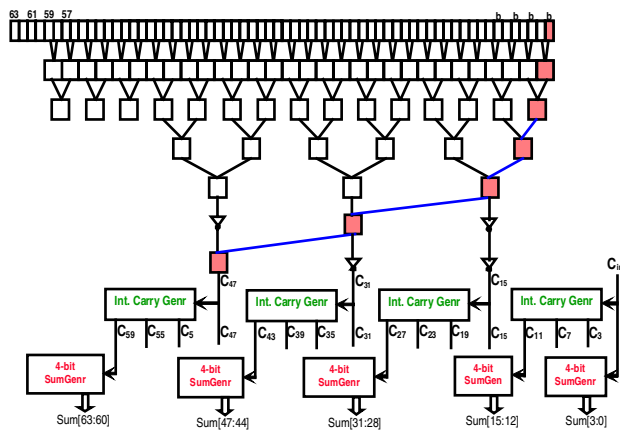 63 61 59 57 b b b b
C47 C31 C15 Cin
Int. Carry Genr Int. Carry Genr Int. Carry Genr Int. Carry Genr
C59 C55 C5 C47 C43 C39 C35 C31 C27 C23 C19 C15 C11 C7 C3
4-bit SumGenr
4-bit SumGenr
4-bit SumGenr
4-bit SumGen
4-bit SumGenr
Sum[63:60] Sum[47:44] Sum[31:28] Sum[15:12] Sum[3:0]